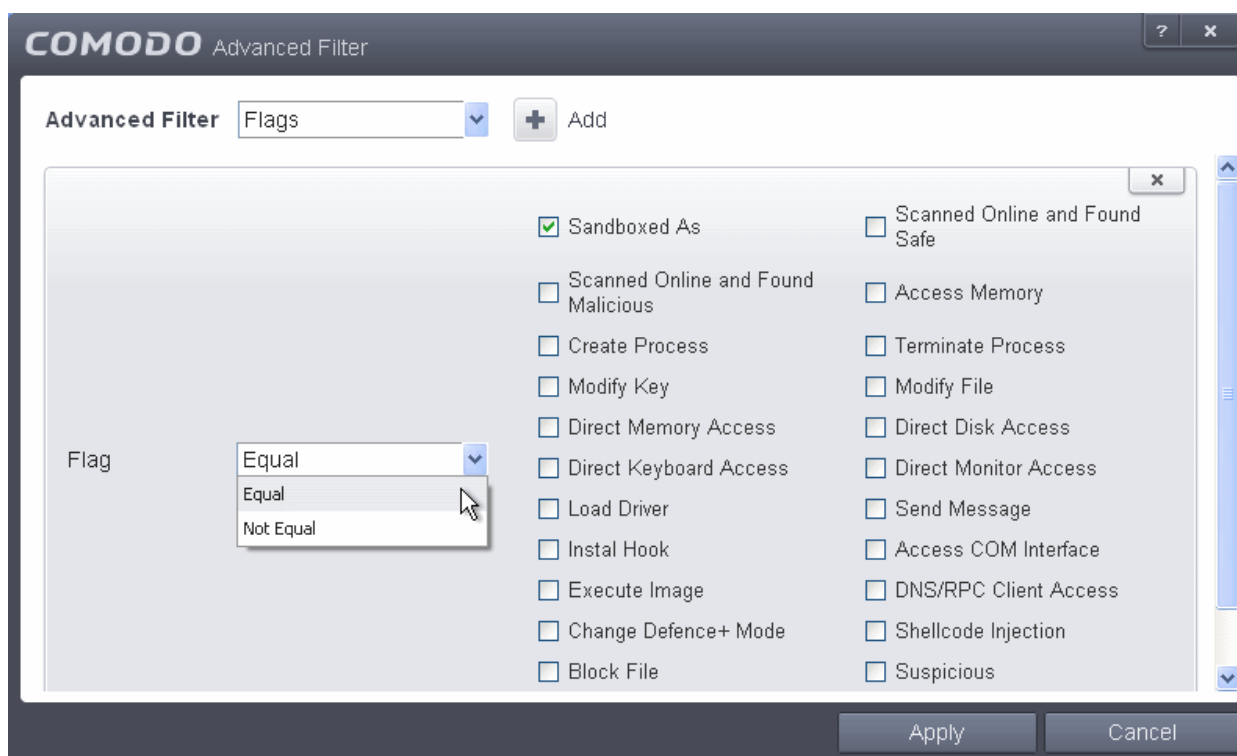 COMODO Advanced Filter
? x
Advanced Filter Flags + Add
x
Sandboxed As
Scanned Online and Found
Safe
Scanned Online and Found
Malicious
Access Memory
Create Process
Terminate Process
Modify Key
Modify File
Direct Memory Access
Direct Disk Access
Flag
Equal
Equal
Not Equal
Direct Keyboard Access
Direct Monitor Access
Load Driver
Send Message
Instal Hook
Access COM Interface
Execute Image
DNS/RPC Client Access
Change Defence+ Mode
Shellcode Injection
Block File
Suspicious
Apply
Cancel